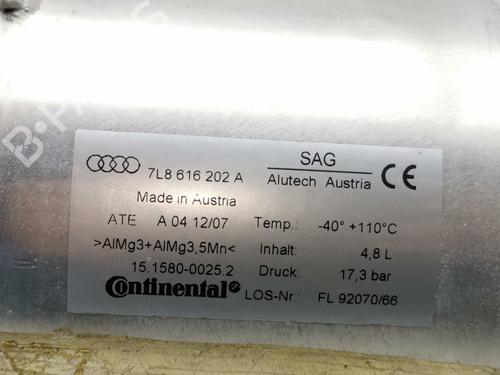 7L8 616 202 A
SAG
Made in Austria
Alutech Austria CE
ATE A 04 12/07
Temp.: -40° +110°C
>AlMg3+AlMg3,5Mn<
Inhalt: 4,8 L
15.1580-0025.2
Druck: 17,3 bar
Continental
LOS-Nr.: FL 92070/66